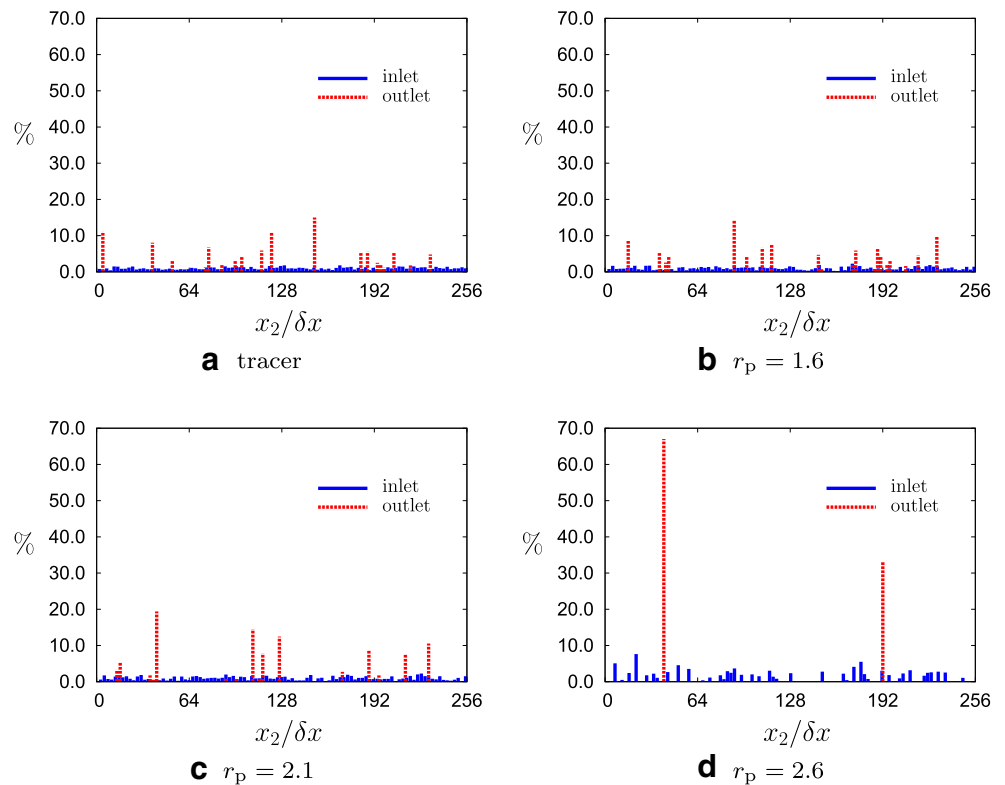 70.0
60.0
50.0
40.0
30.0
20.0
10.0
0.0
%
inlet
outlet
0 64 128 192 256
x₂/δx
a tracer
70.0
60.0
50.0
40.0
30.0
20.0
10.0
0.0
%
inlet
outlet
0 64 128 192 256
x₂/δx
b rₚ = 1.6
70.0
60.0
50.0
40.0
30.0
20.0
10.0
0.0
%
inlet
outlet
0 64 128 192 256
x₂/δx
c rₚ = 2.1
70.0
60.0
50.0
40.0
30.0
20.0
10.0
0.0
%
inlet
outlet
0 64 128 192 256
x₂/δx
d rₚ = 2.6